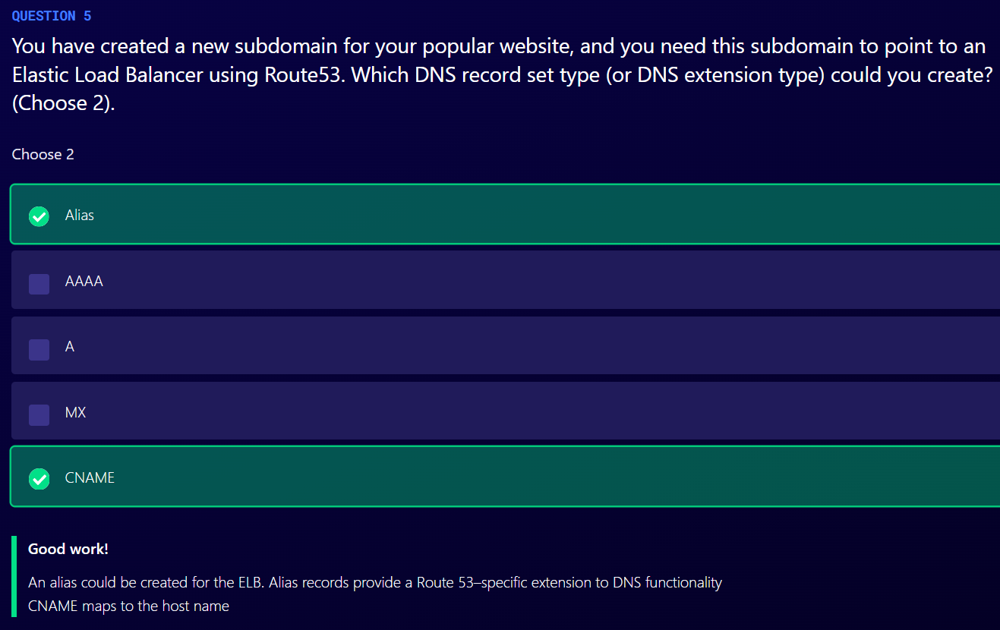 QUESTION 5
You have created a new subdomain for your popular website, and you need this subdomain to point to an
Elastic Load Balancer using Route53. Which DNS record set type (or DNS extension type) could you create?
(Choose 2).
Choose 2
Alias
AAAA
A
MX
CNAME
Good work!
An alias could be created for the ELB. Alias records provide a Route 53–specific extension to DNS functionality
CNAME maps to the host name